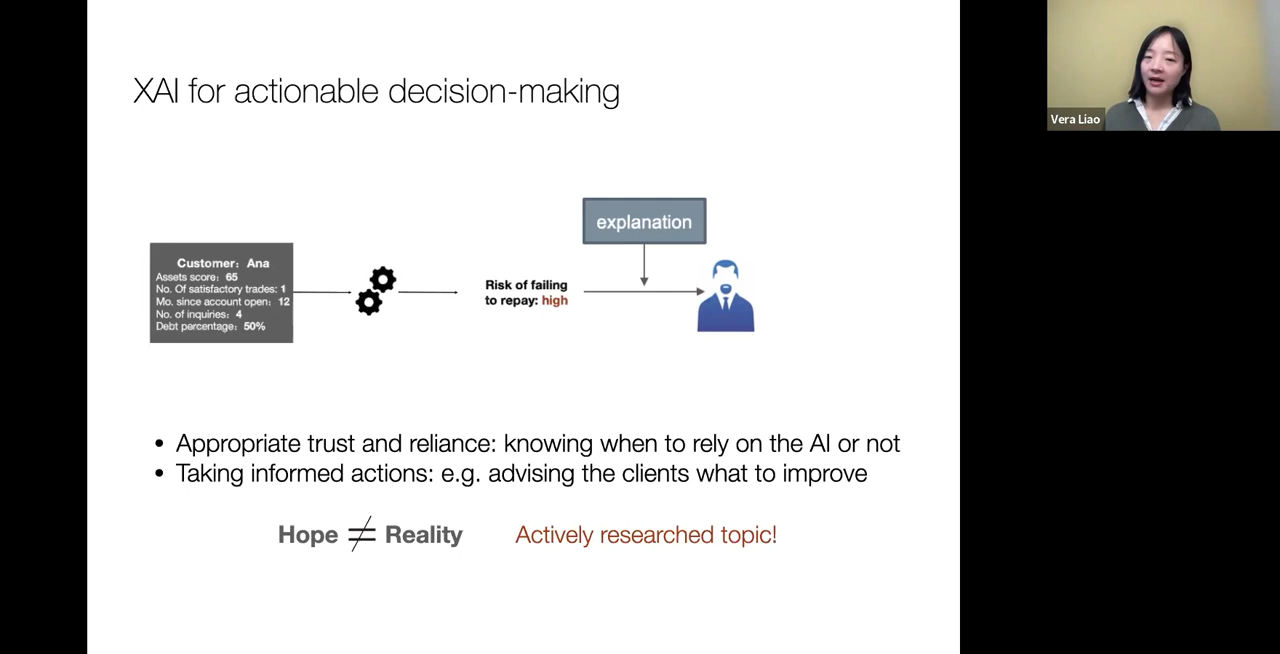 XAI for actionable decision-making
Vera Liao
explanation
Customer: Ana
Assets score: 65
No. Of satisfactory trades: 1
Mo. since account open: 12
No. of inquiries: 4
Debt percentage: 50%
Risk of failing
to repay: high
• Appropriate trust and reliance: knowing when to rely on the AI or not
• Taking informed actions: e.g. advising the clients what to improve
Hope ≠ Reality
Actively researched topic!